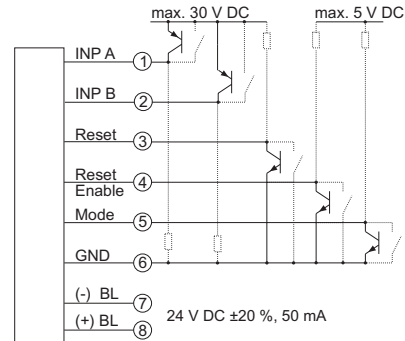 max. 30 V DC
max. 5 V DC
INP A 1
INP B 2
Reset 3
Reset
Enable 4
Mode 5
GND 6
(-) BL 7
24 V DC ±20 %, 50 mA
(+) BL 8